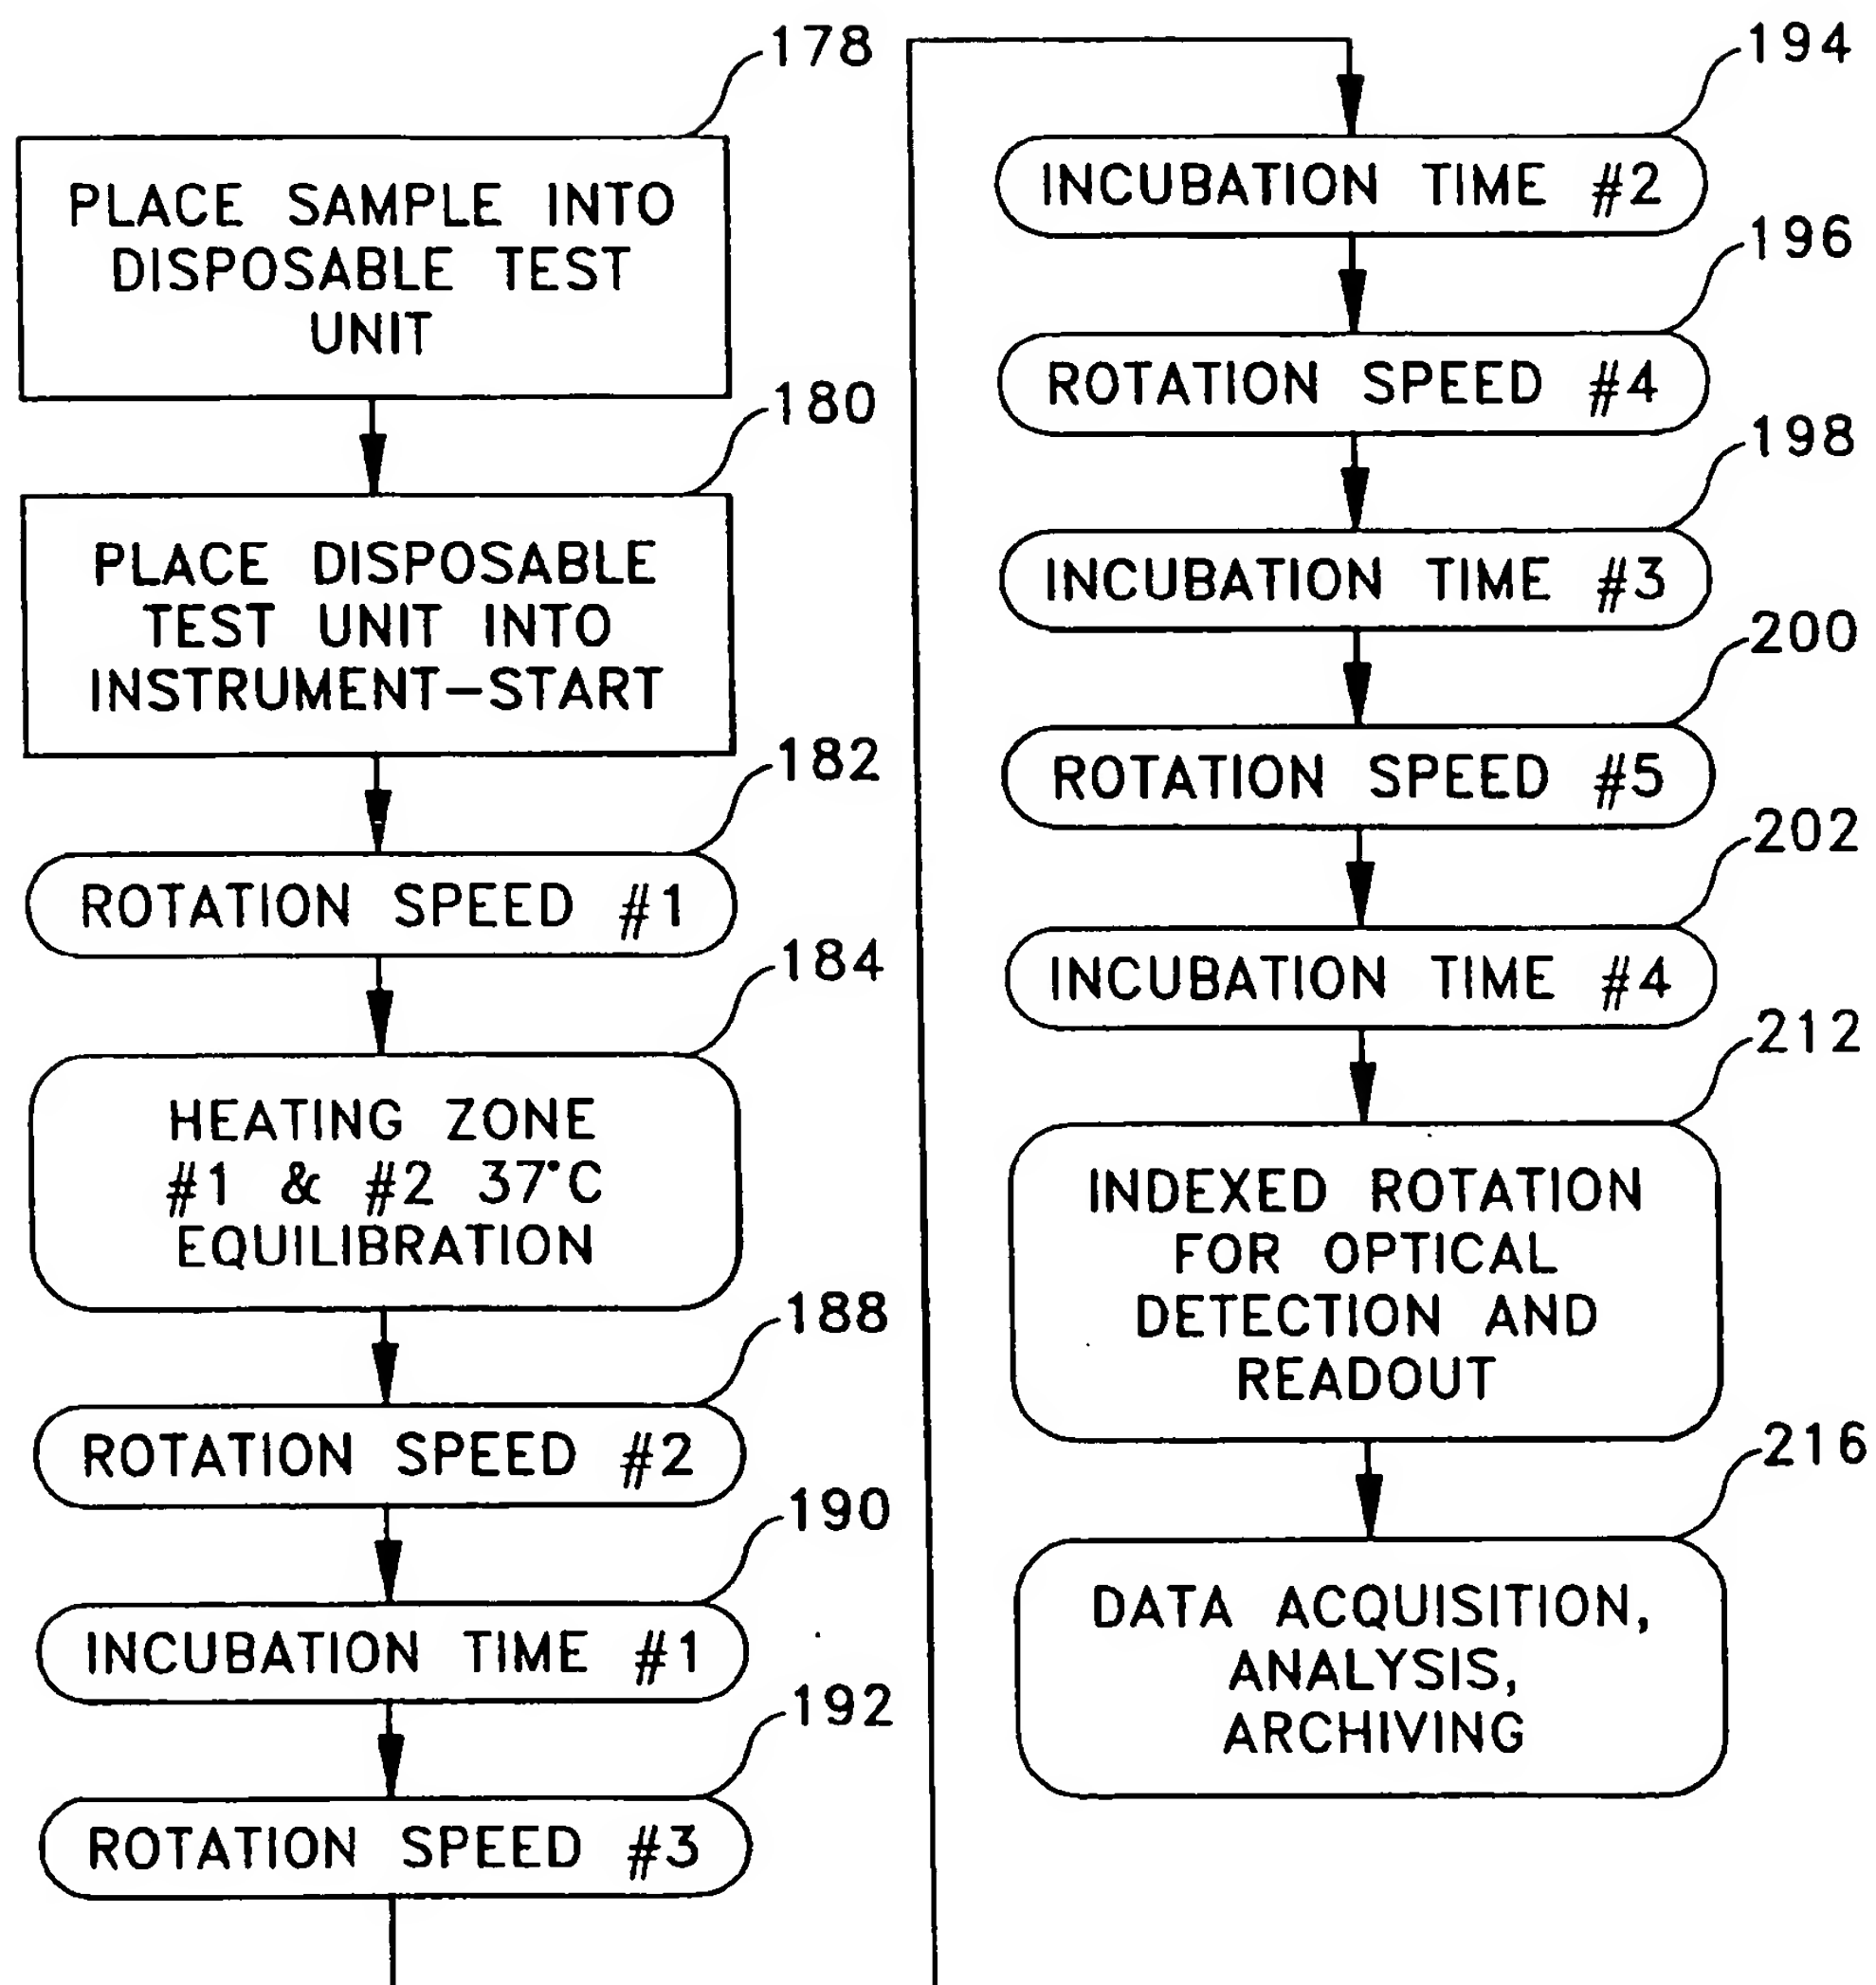 178
PLACE SAMPLE INTO
DISPOSABLE TEST
UNIT
180
PLACE DISPOSABLE
TEST UNIT INTO
INSTRUMENT-START
182
ROTATION SPEED #1
184
HEATING ZONE
#1 & #2 37°C
EQUILIBRATION
188
ROTATION SPEED #2
190
INCUBATION TIME #1
192
ROTATION SPEED #3
194
INCUBATION TIME #2
196
ROTATION SPEED #4
198
INCUBATION TIME #3
200
ROTATION SPEED #5
202
INCUBATION TIME #4
212
INDEXED ROTATION
FOR OPTICAL
DETECTION AND
READOUT
216
DATA ACQUISITION,
ANALYSIS,
ARCHIVING